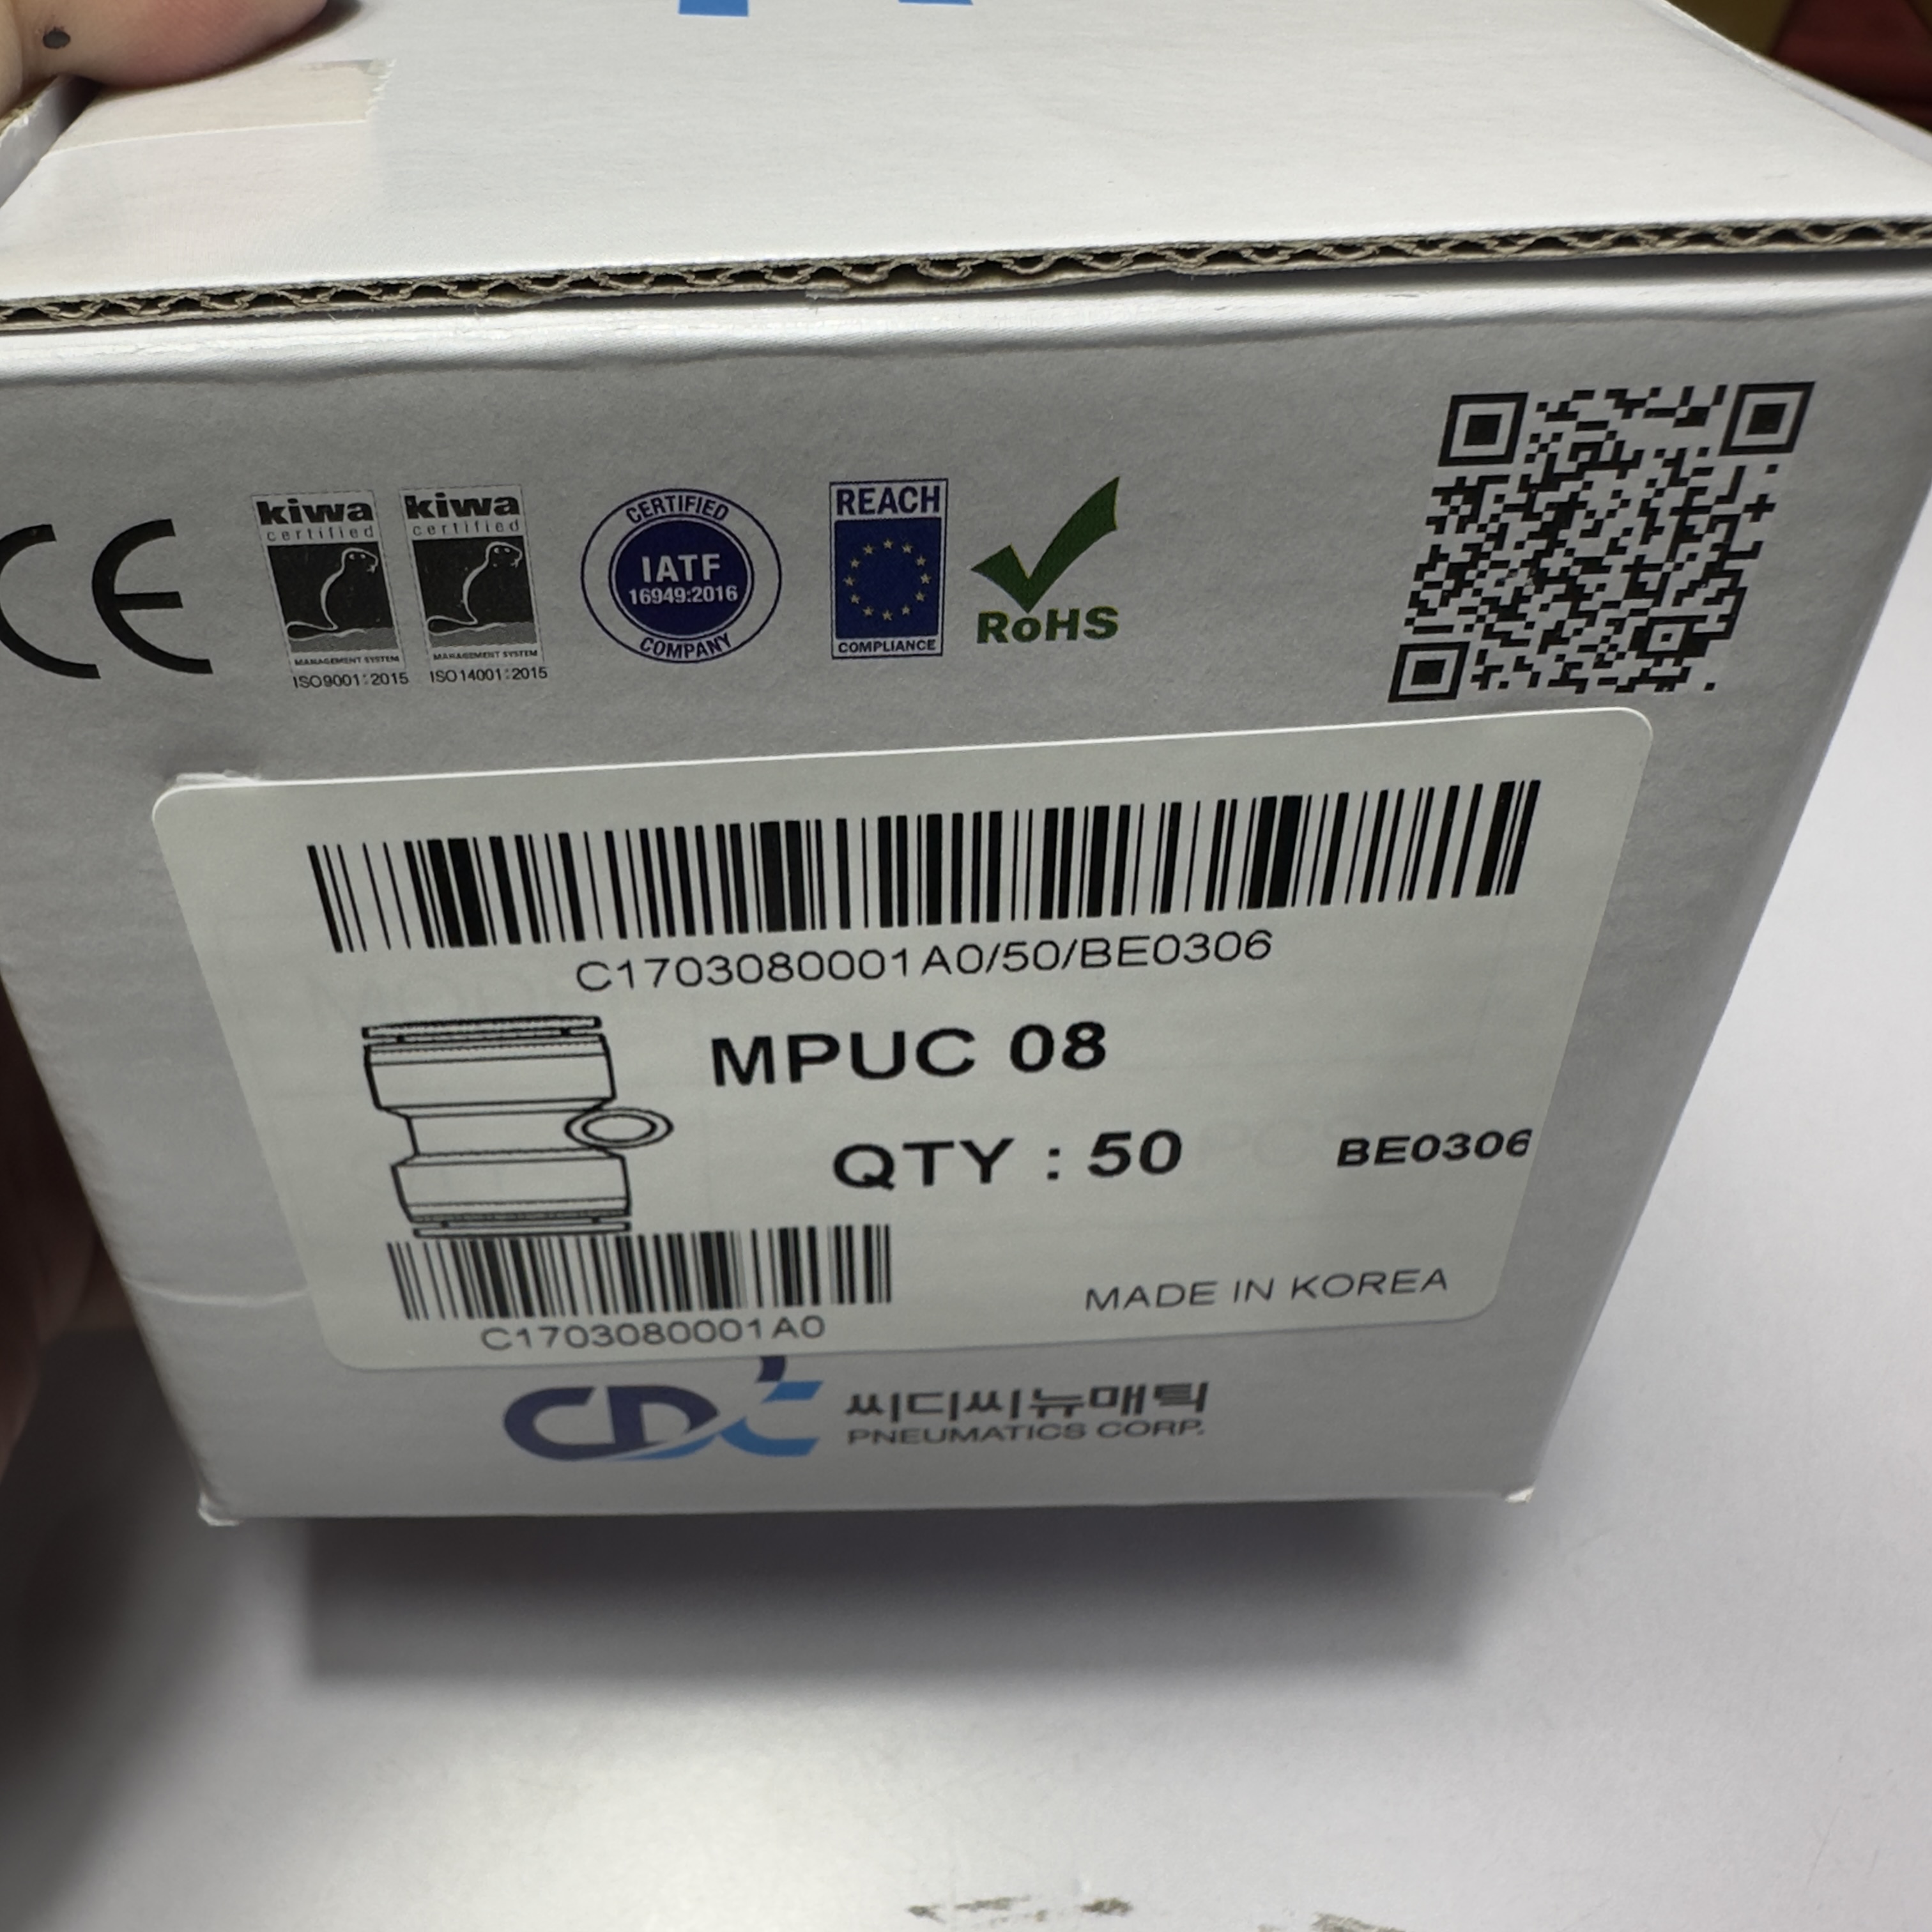 CE
kiwa
certified
MANAGEMENT SYSTEM
ISO9001:2015
kiwa
certified
MANAGEMENT SYSTEM
ISO14001:2015
CERTIFIED
IATF
16949:2016
COMPANY
REACH
COMPLIANCE
RoHS
C1703080001A0/50/BE0306
MPUC 08
QTY : 50
BE0306
C1703080001A0
MADE IN KOREA
CDC
씨디씨뉴매틱
PNEUMATICS CORP.